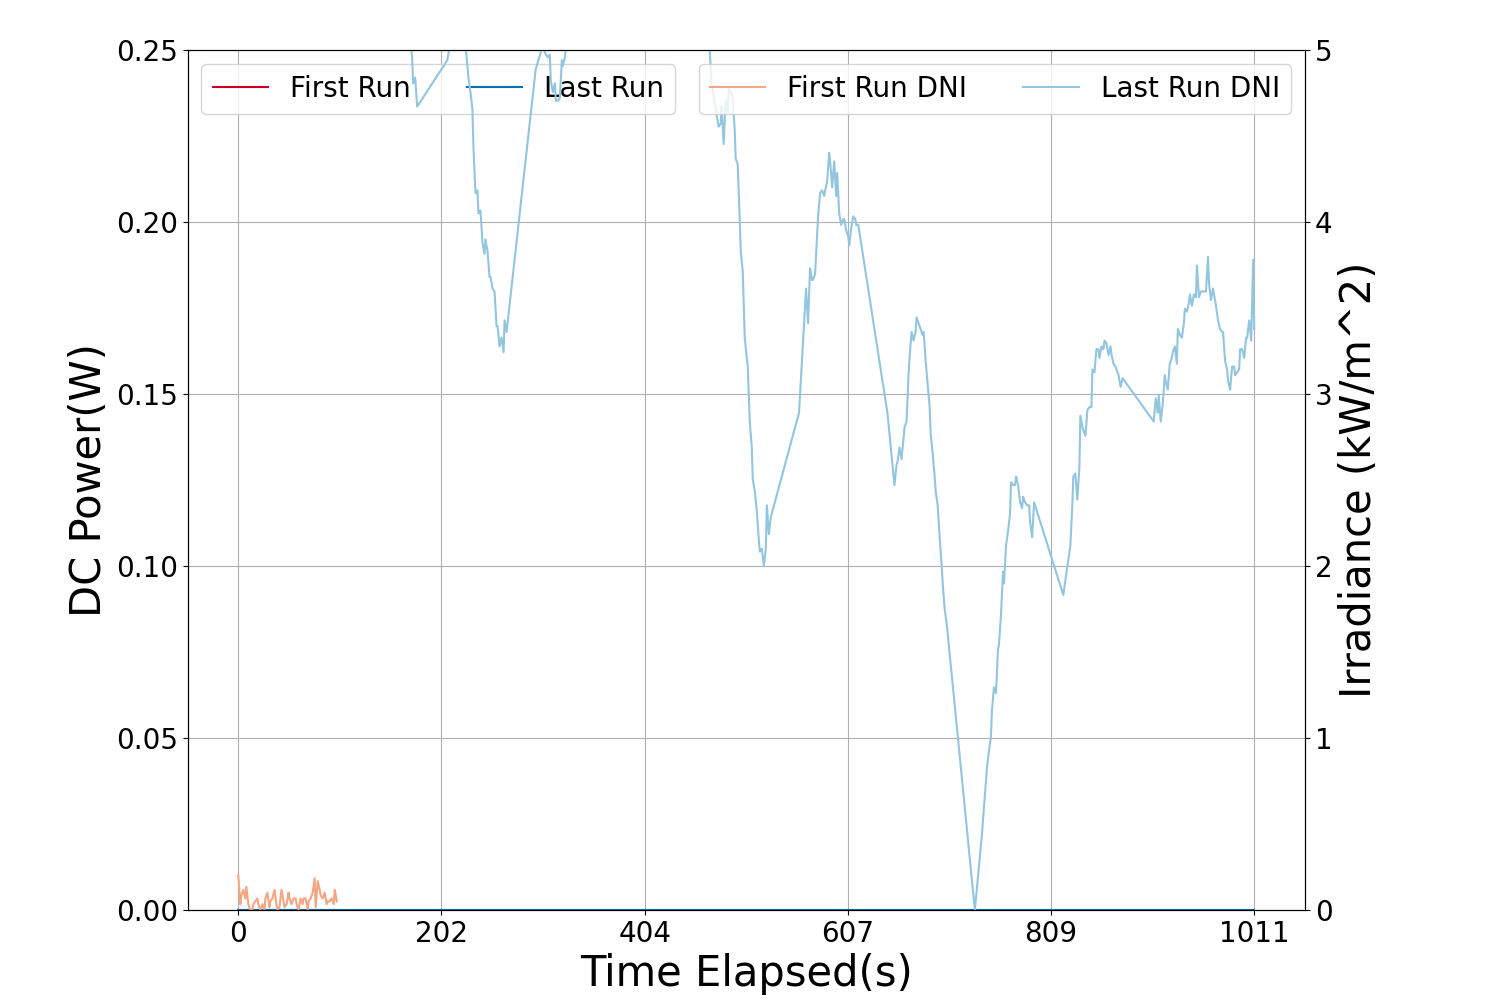 First Run
Last Run
First Run DNI
Last Run DNI
0.25
0.20
0.15
0.10
0.05
0.00
DC Power(W)
5
4
3
2
1
0
Irradiance (kW/m^2)
0
202
404
607
809
1011
Time Elapsed(s)